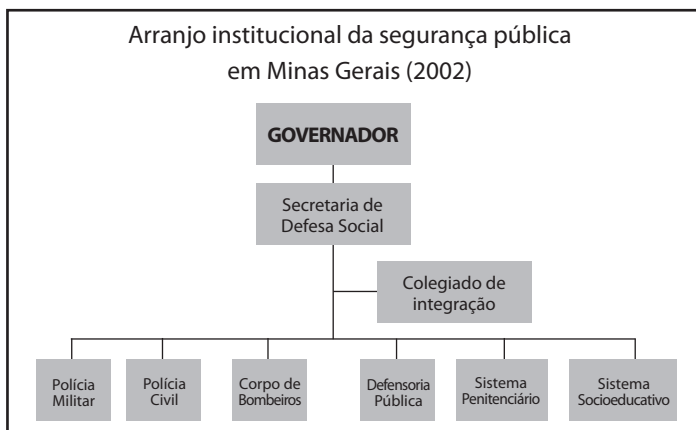 Arranjo institucional da segurança pública
em Minas Gerais (2002)
GOVERNADOR
Secretaria de
Defesa Social
Colegiado de
integração
Polícia
Militar
Polícia
Civil
Corpo de
Bombeiros
Defensoria
Pública
Sistema
Penitenciário
Sistema
Socioeducativo